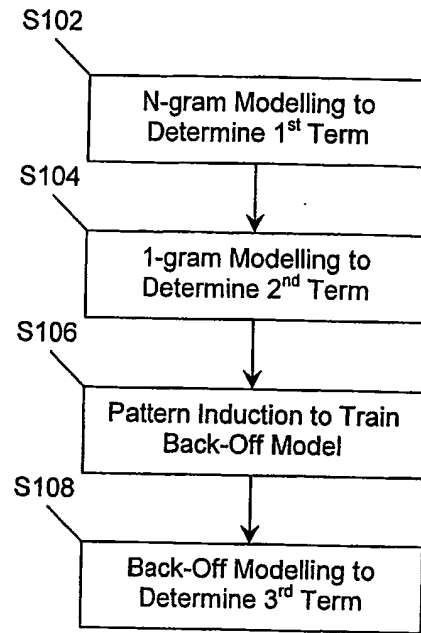 S102
N-gram Modelling to
Determine 1st Term
S104
1-gram Modelling to
Determine 2nd Term
S106
Pattern Induction to Train
Back-Off Model
S108
Back-Off Modelling to
Determine 3rd Term